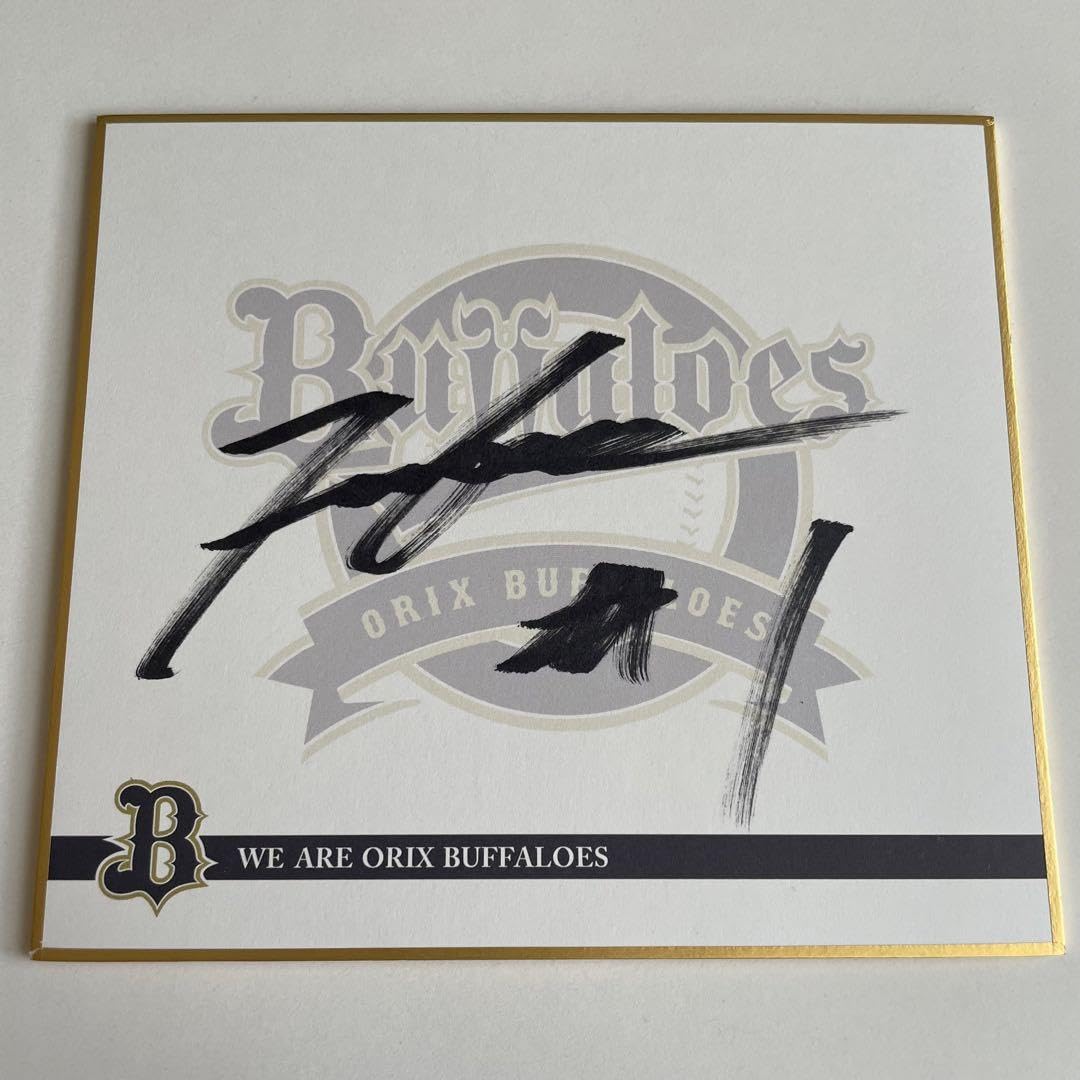 Buffaloes
ORIX BUFFALOES
B
WE ARE ORIX BUFFALOES